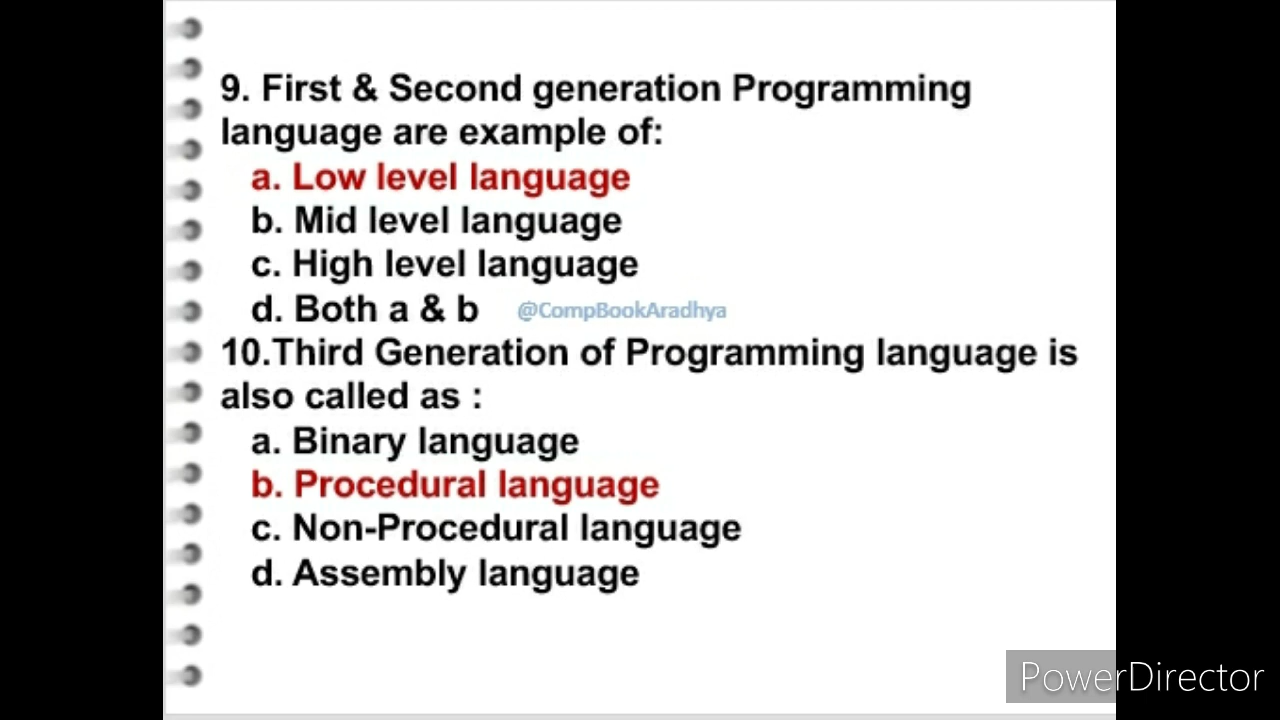 9. First & Second generation Programming
language are example of:
a. Low level language
b. Mid level language
c. High level language
d. Both a & b @CompBookAradhya
10.Third Generation of Programming language is
also called as :
a. Binary language
b. Procedural language
c. Non-Procedural language
d. Assembly language
PowerDirector